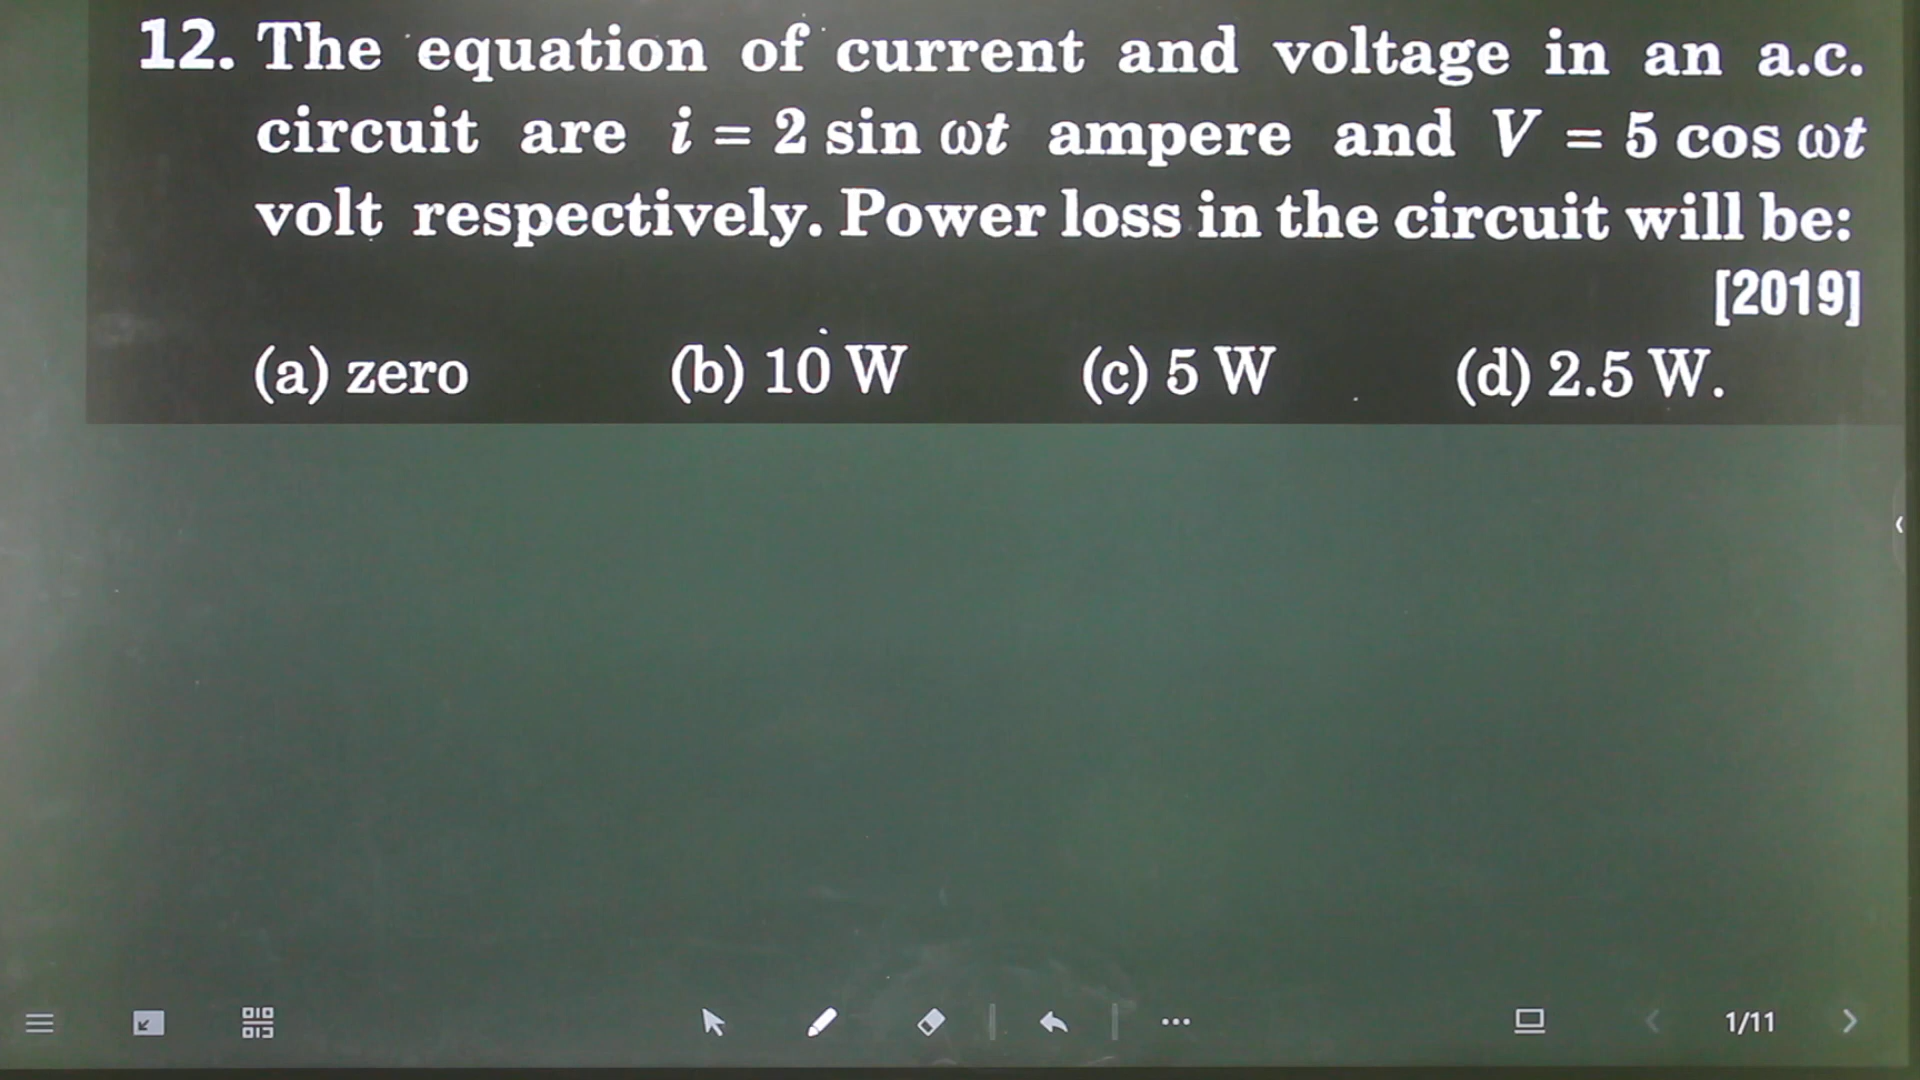 12. The equation of current and voltage in an a.c.
circuit are i = 2 sin ωt ampere and V = 5 cos ωt
volt respectively. Power loss in the circuit will be:
[2019]
(a) zero (b) 10 W (c) 5 W (d) 2.5 W.
1/11